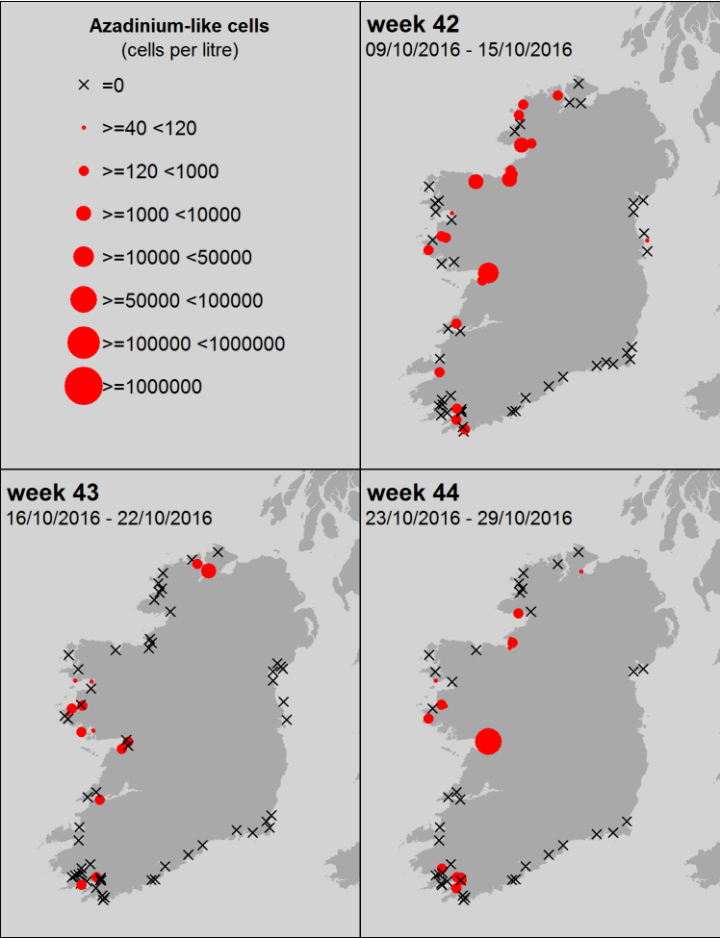 Azadinium-like cells
(cells per litre)
=0
>=40 <120
>=120 <1000
>=1000 <10000
>=10000 <50000
>=50000 <100000
>=100000 <1000000
>=1000000
week 42
09/10/2016 - 15/10/2016
week 43
16/10/2016 - 22/10/2016
week 44
23/10/2016 - 29/10/2016